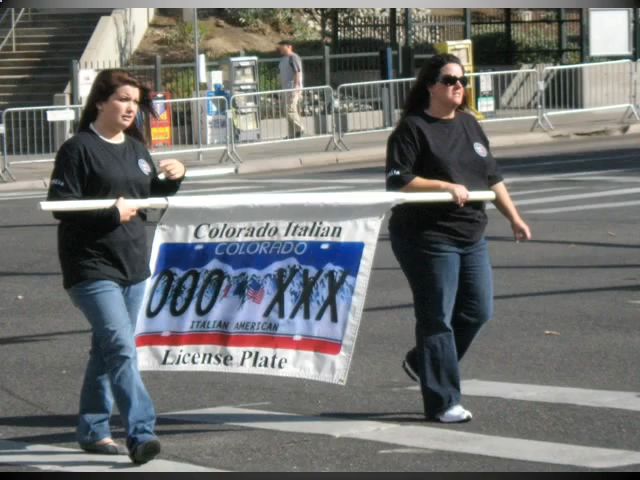 Colorado Italian
COLORADO
000 XXX
ITALIAN AMERICAN
License Plate